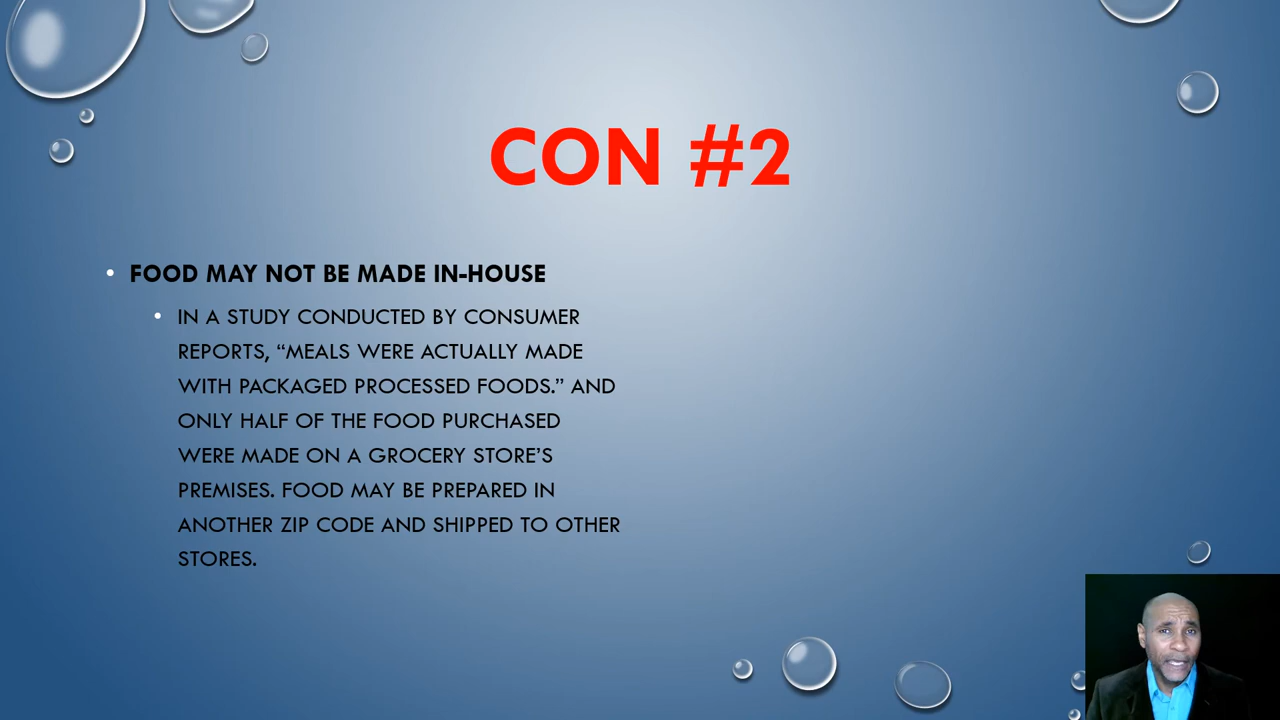 CON #2
• FOOD MAY NOT BE MADE IN-HOUSE
• IN A STUDY CONDUCTED BY CONSUMER
REPORTS, “MEALS WERE ACTUALLY MADE
WITH PACKAGED PROCESSED FOODS.” AND
ONLY HALF OF THE FOOD PURCHASED
WERE MADE ON A GROCERY STORE’S
PREMISES. FOOD MAY BE PREPARED IN
ANOTHER ZIP CODE AND SHIPPED TO OTHER
STORES.